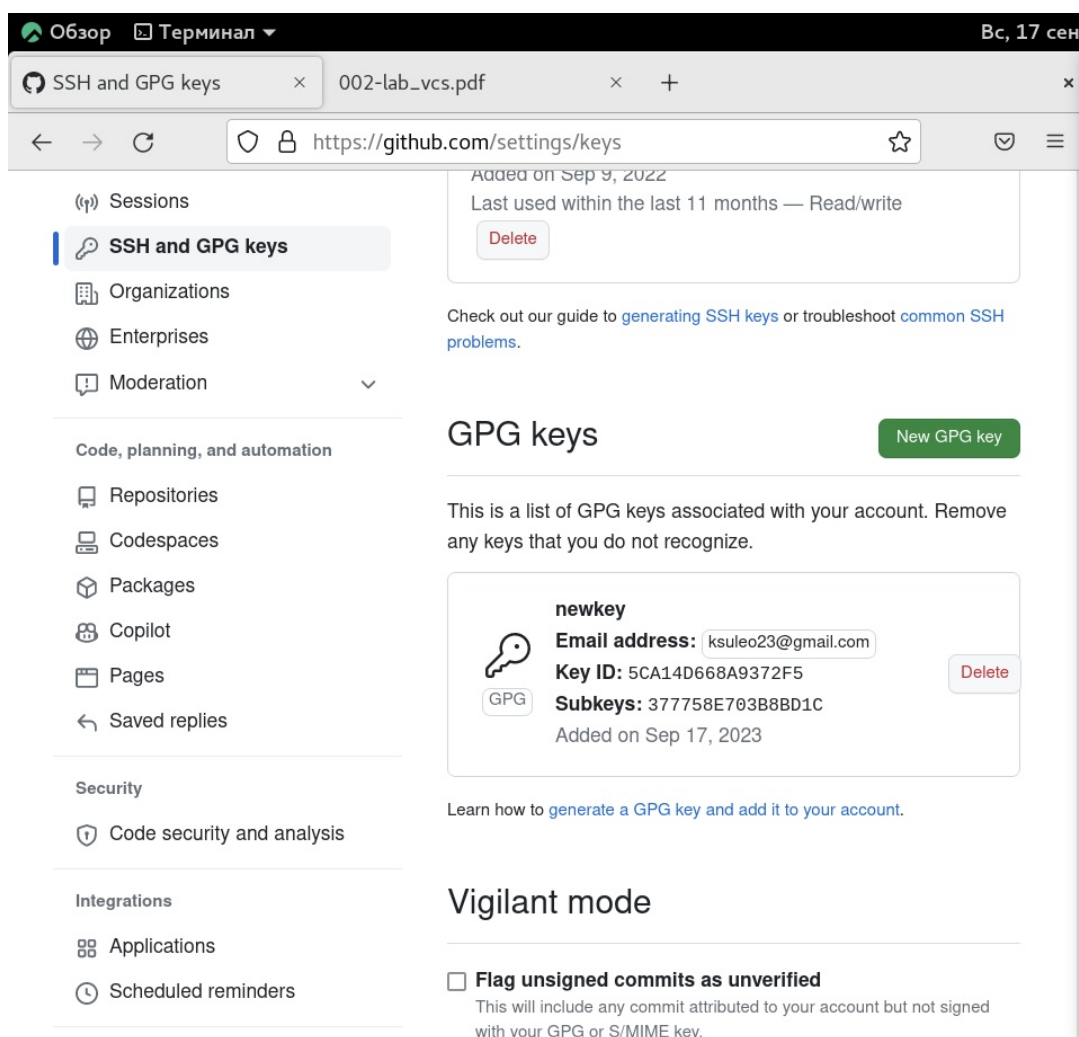 Обзор Терминал Вс, 17 сен
SSH and GPG keys 002-lab_vcs.pdf
https://github.com/settings/keys
Sessions
SSH and GPG keys
Organizations
Enterprises
Moderation
Code, planning, and automation
Repositories
Codespaces
Packages
Copilot
Pages
Saved replies
Security
Code security and analysis
Integrations
Applications
Scheduled reminders
Added on Sep 9, 2022
Last used within the last 11 months — Read/write
Delete
Check out our guide to generating SSH keys or troubleshoot common SSH
problems.
GPG keys
New GPG key
This is a list of GPG keys associated with your account. Remove
any keys that you do not recognize.
newkey
Email address: ksuleo23@gmail.com
Key ID: 5CA14D668A9372F5
Subkeys: 377758E703B8BD1C
Added on Sep 17, 2023
GPG
Delete
Learn how to generate a GPG key and add it to your account.
Vigilant mode
Flag unsigned commits as unverified
This will include any commit attributed to your account but not signed
with your GPG or S/MIME key.